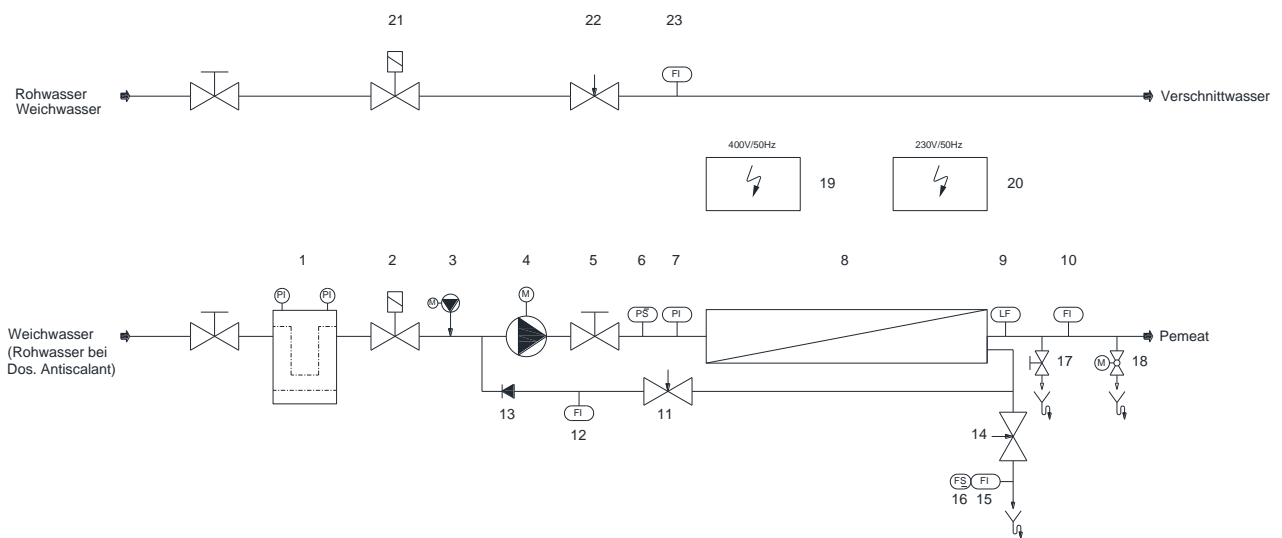 21 22 23
FI
Rohwasser
Weichwasser
Verschnittwasser
400V/50Hz 230V/50Hz
19 20
1 2 3 4 5 6 7 8 9 10
PI PI M M
PS PI LF FI
Weichwasser
(Rohwasser bei
Dos. Antiscalant)
Pemeat
17 M 18
13 FI 12 11
14
FS FI
16 15